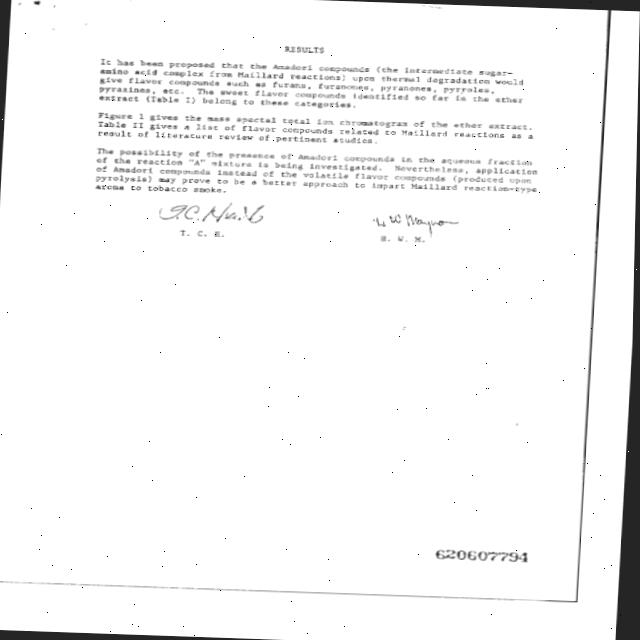 RESULTS
It has been proposed that the Amadori compounds (the intermediate sugar-
amino acid complex from Maillard reactions) upon thermal degradation would
give flavor compounds such as furans, furanones, pyranones, pyrroles,
pyrazines, etc. The sweet flavor compounds identified so far in the ether
extract (Table I) belong to these categories.
Figure 1 gives the mass spectal total ion chromatogram of the ether extract.
Table II gives a list of flavor compounds related to Maillard reactions as a
result of literature review of pertinent studies.
The possibility of the presence of Amadori compounds in the aqueous fraction
of the reaction "A" mixture is being investigated. Nevertheless, application
of Amadori compounds instead of the volatile flavor compounds (produced upon
pyrolysis) may prove to be a better approach to impart Maillard reaction-type
aroma to tobacco smoke.
T. C. H.
H. W. M.
620607794